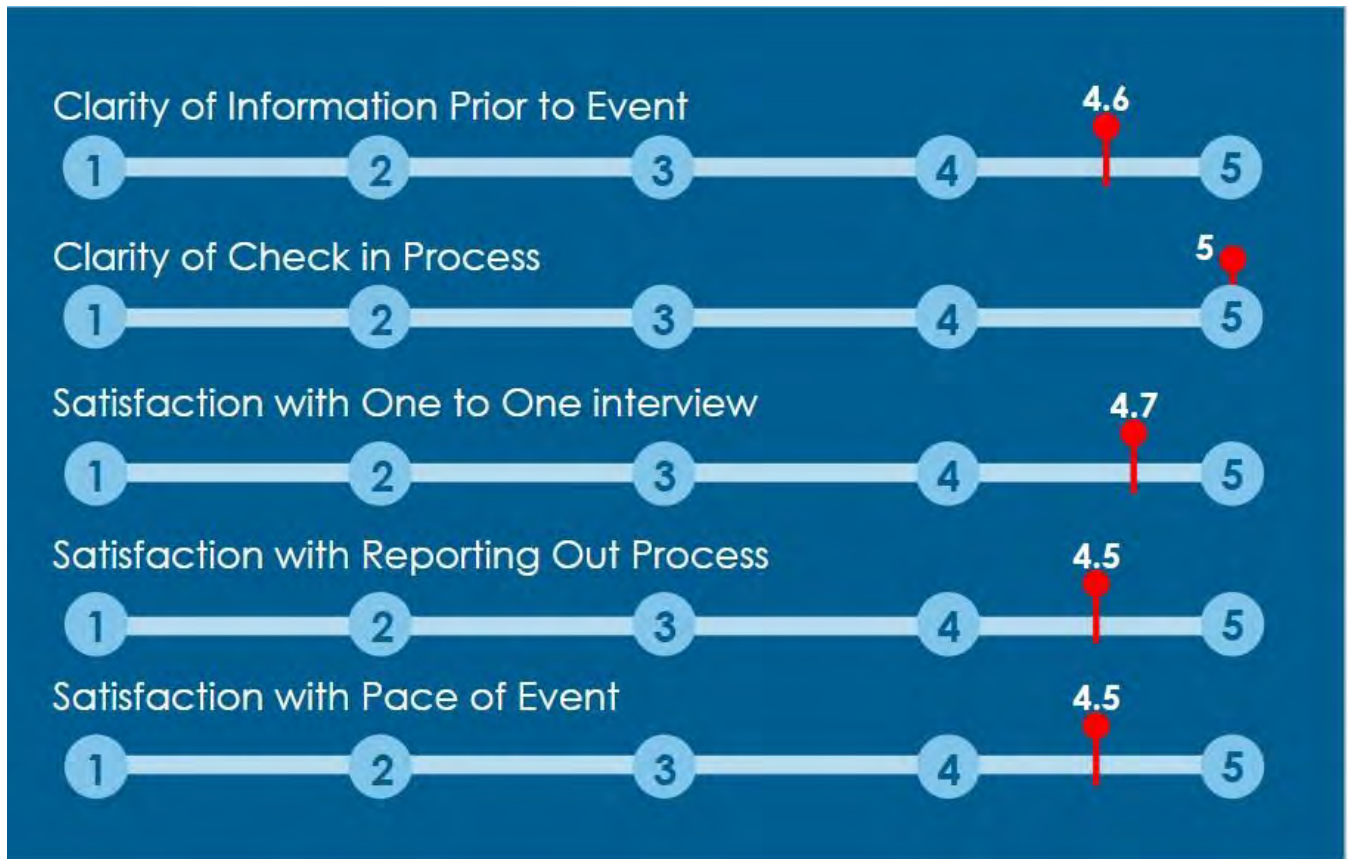 Clarity of Information Prior to Event
4.6
1 2 3 4 5
Clarity of Check in Process
5
1 2 3 4 5
Satisfaction with One to One interview
4.7
1 2 3 4 5
Satisfaction with Reporting Out Process
4.5
1 2 3 4 5
Satisfaction with Pace of Event
4.5
1 2 3 4 5